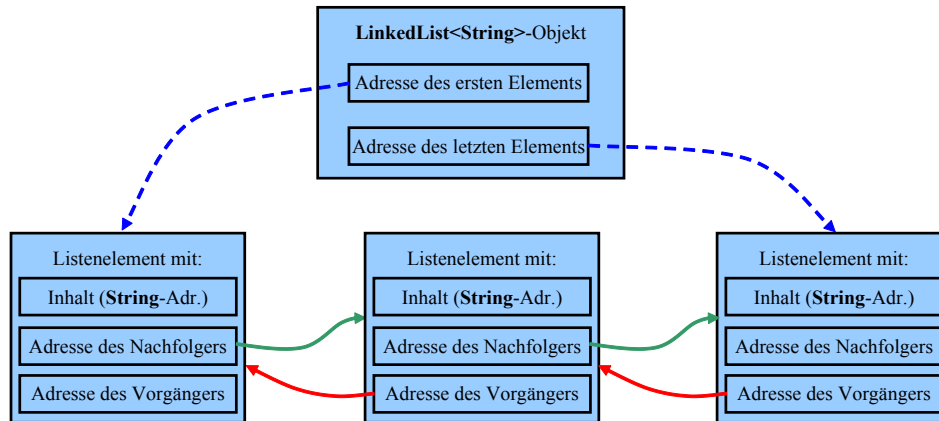 LinkedList<String>-Objekt
Adresse des ersten Elements
Adresse des letzten Elements
Listenelement mit:
Inhalt (String-Adr.)
Adresse des Nachfolgers
Adresse des Vorgängers
Listenelement mit:
Inhalt (String-Adr.)
Adresse des Nachfolgers
Adresse des Vorgängers
Listenelement mit:
Inhalt (String-Adr.)
Adresse des Nachfolgers
Adresse des Vorgängers